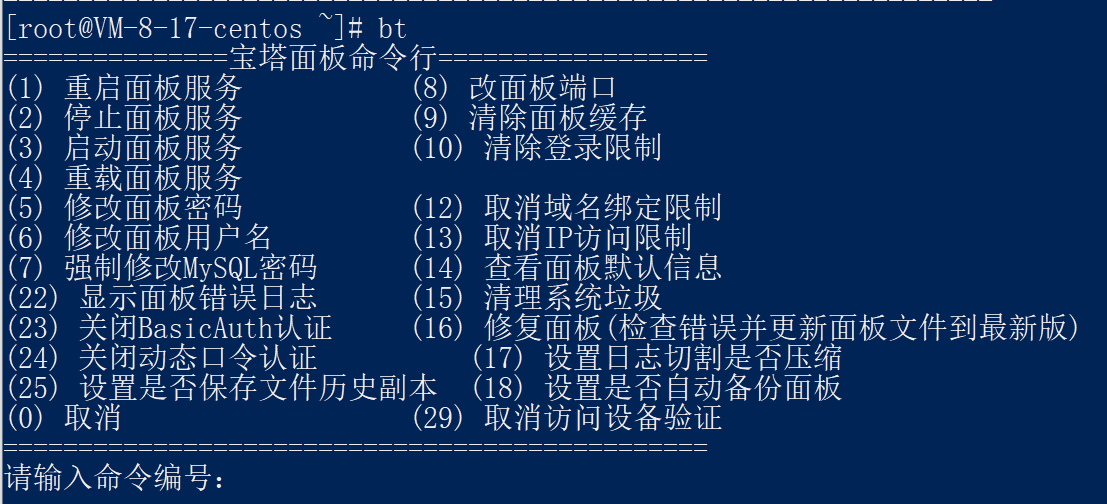 [root@VM-8-17-centos ~]# bt
===============宝塔面板命令行==================
(1) 重启面板服务           (8) 改面板端口
(2) 停止面板服务           (9) 清除面板缓存
(3) 启动面板服务           (10) 清除登录限制
(4) 重载面板服务
(5) 修改面板密码           (12) 取消域名绑定限制
(6) 修改面板用户名         (13) 取消IP访问限制
(7) 强制修改MySQL密码      (14) 查看面板默认信息
(22) 显示面板错误日志      (15) 清理系统垃圾
(23) 关闭BasicAuth认证     (16) 修复面板(检查错误并更新面板文件到最新版)
(24) 关闭动态口令认证          (17) 设置日志切割是否压缩
(25) 设置是否保存文件历史副本  (18) 设置是否自动备份面板
(0) 取消                   (29) 取消访问设备验证
===============================================
请输入命令编号：